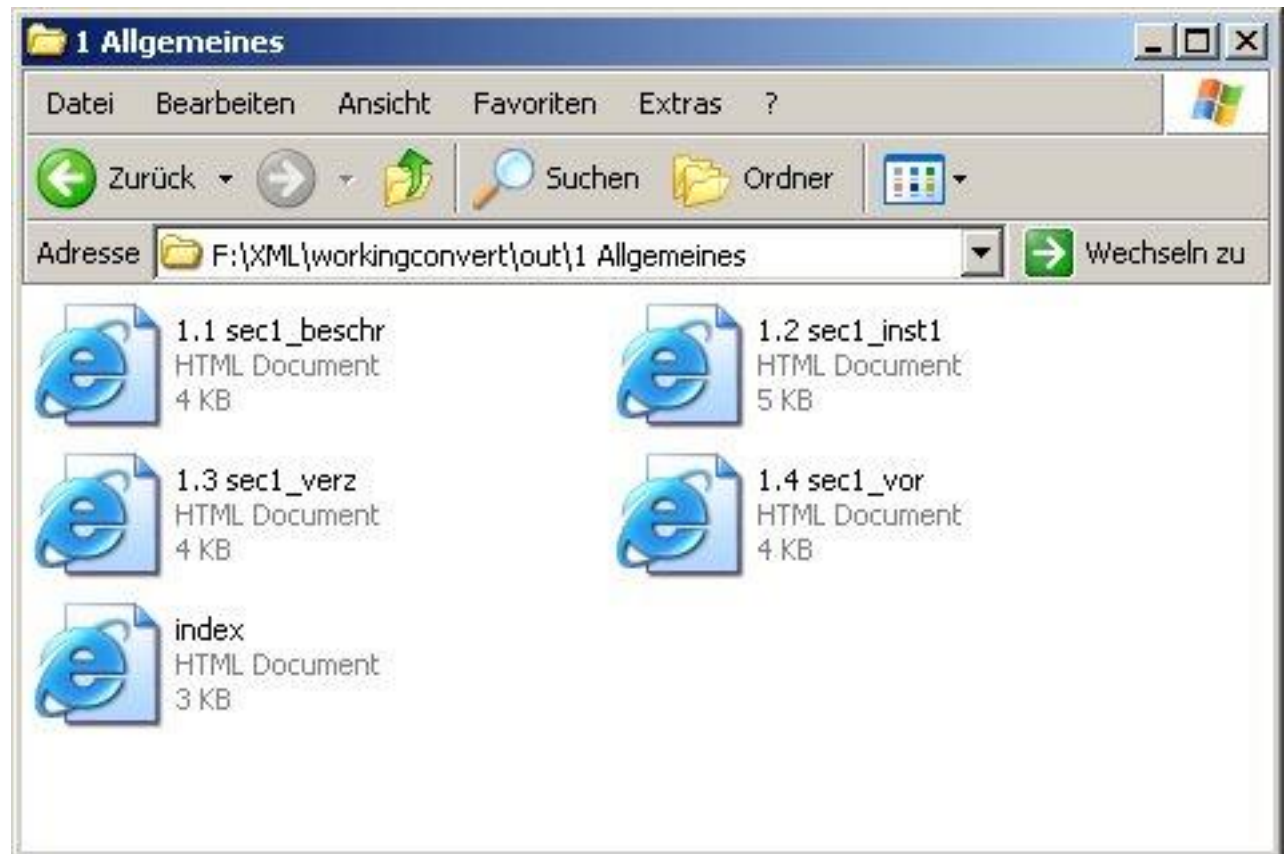 1 Allgemeines
Datei Bearbeiten Ansicht Favoriten Extras ?
Zurück Suchen Ordner
Adresse F:\XML\workingconvert\out\1 Allgemeines Wechseln zu
1.1 sec1_beschr
HTML Document
4 KB
1.2 sec1_inst1
HTML Document
5 KB
1.3 sec1_verz
HTML Document
4 KB
1.4 sec1_vor
HTML Document
4 KB
index
HTML Document
3 KB